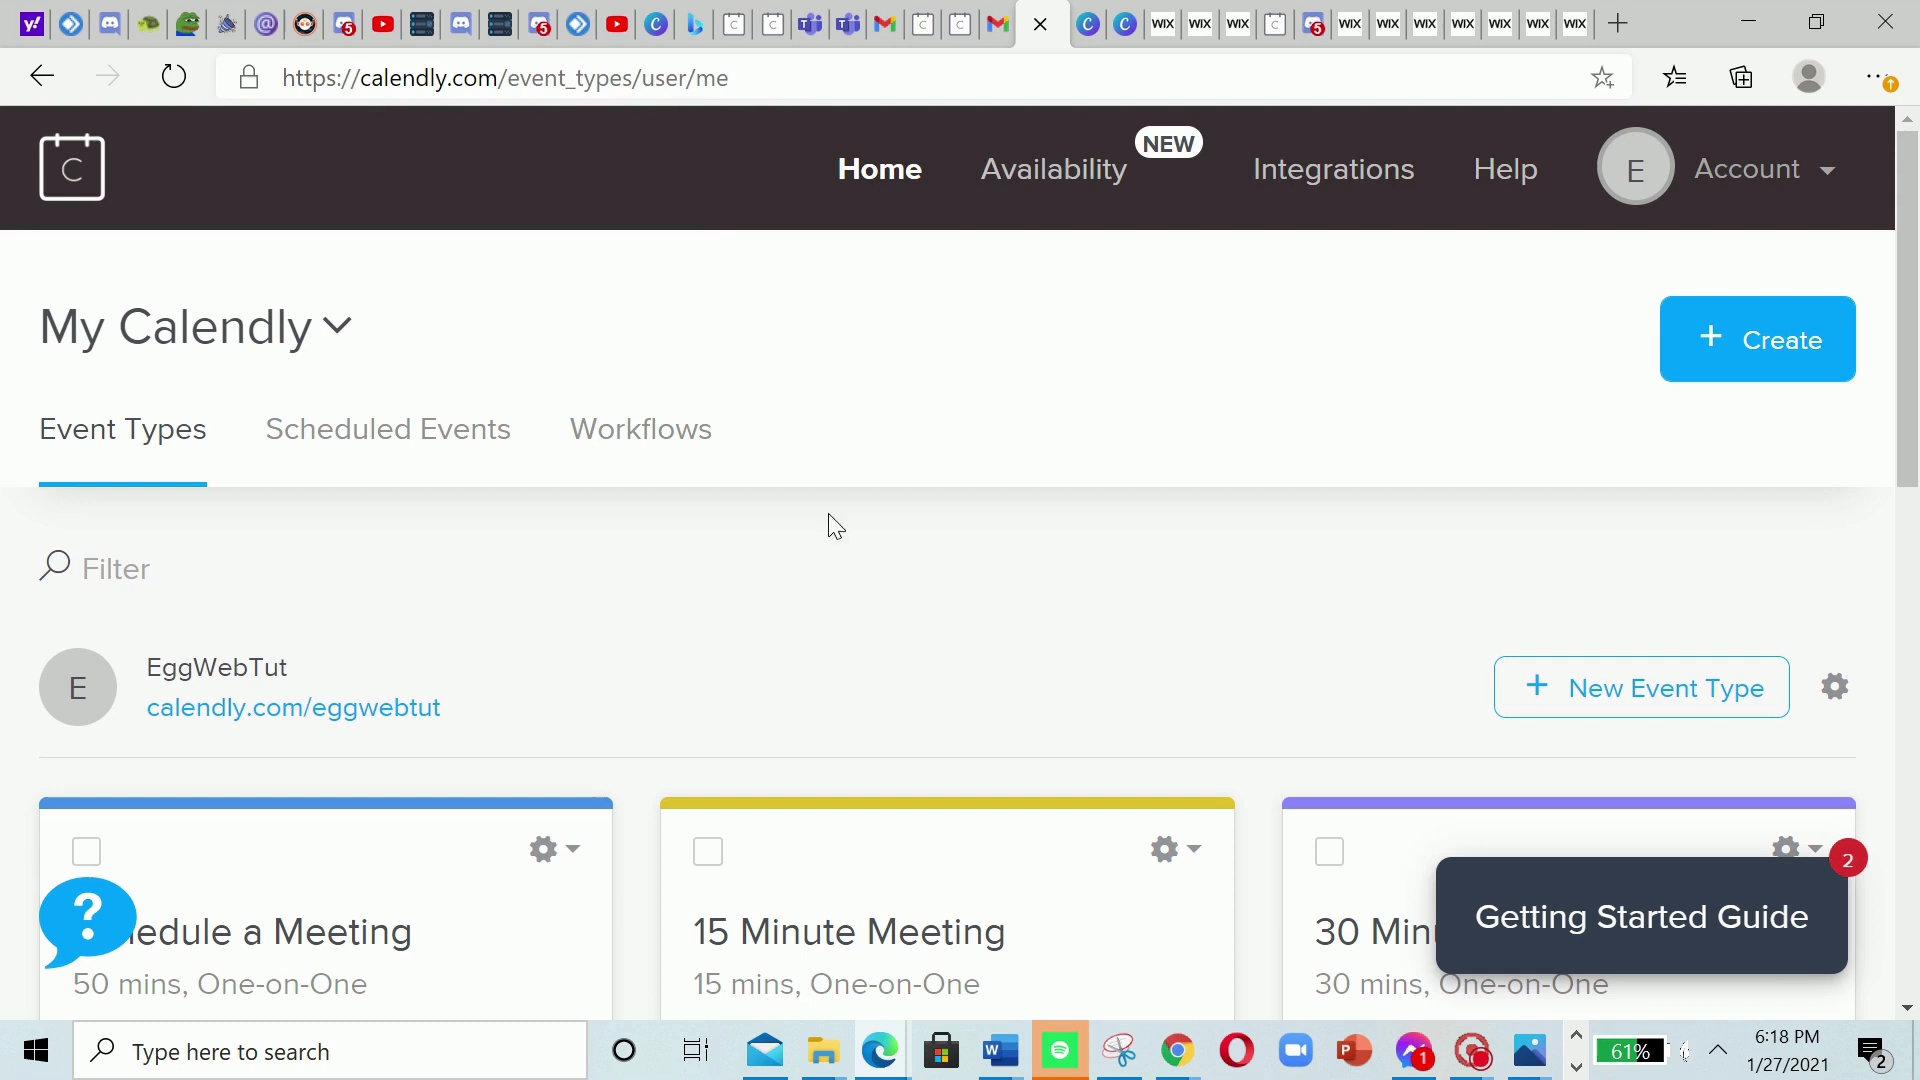 https://calendly.com/event_types/user/me
NEW
Home Availability Integrations Help E Account
C
My Calendly
+ Create
Event Types Scheduled Events Workflows
Filter
E
EggWebTut
calendly.com/eggwebtut
+ New Event Type
2
?
edule a Meeting
50 mins, One-on-One
15 Minute Meeting
15 mins, One-on-One
30 Min
30 mins, One-on-One
Getting Started Guide
Type here to search
61%
6:18 PM
1/27/2021
2